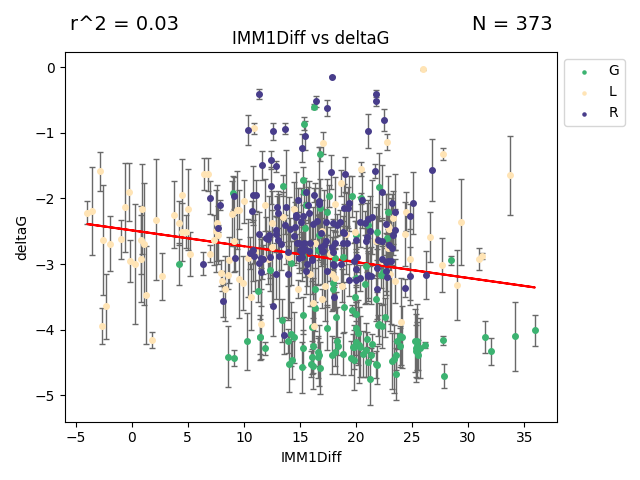 r^2 = 0.03 N = 373
IMM1Diff vs deltaG
G
L
R
deltaG
0
−1
−2
−3
−4
−5
−5 0 5 10 15 20 25 30 35
IMM1Diff